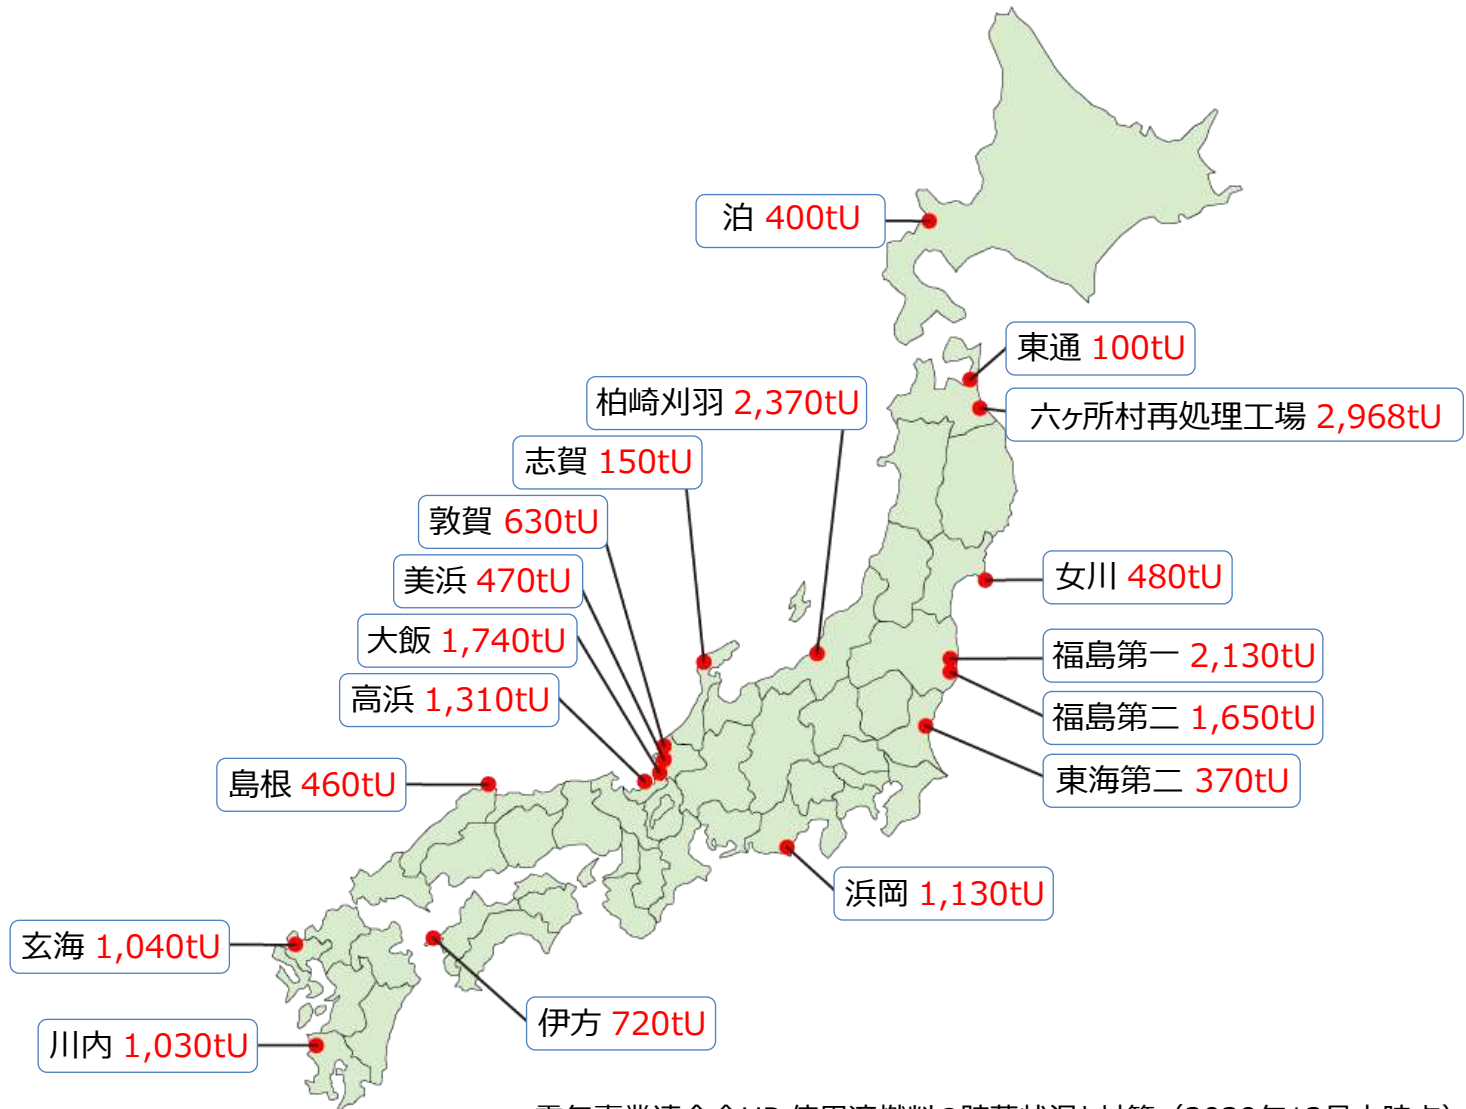 泊 400tU
東通 100tU
柏崎刈羽 2,370tU
六ヶ所村再処理工場 2,968tU
志賀 150tU
敦賀 630tU
美浜 470tU
女川 480tU
大飯 1,740tU
福島第一 2,130tU
高浜 1,310tU
福島第二 1,650tU
島根 460tU
東海第二 370tU
浜岡 1,130tU
玄海 1,040tU
伊方 720tU
川内 1,030tU